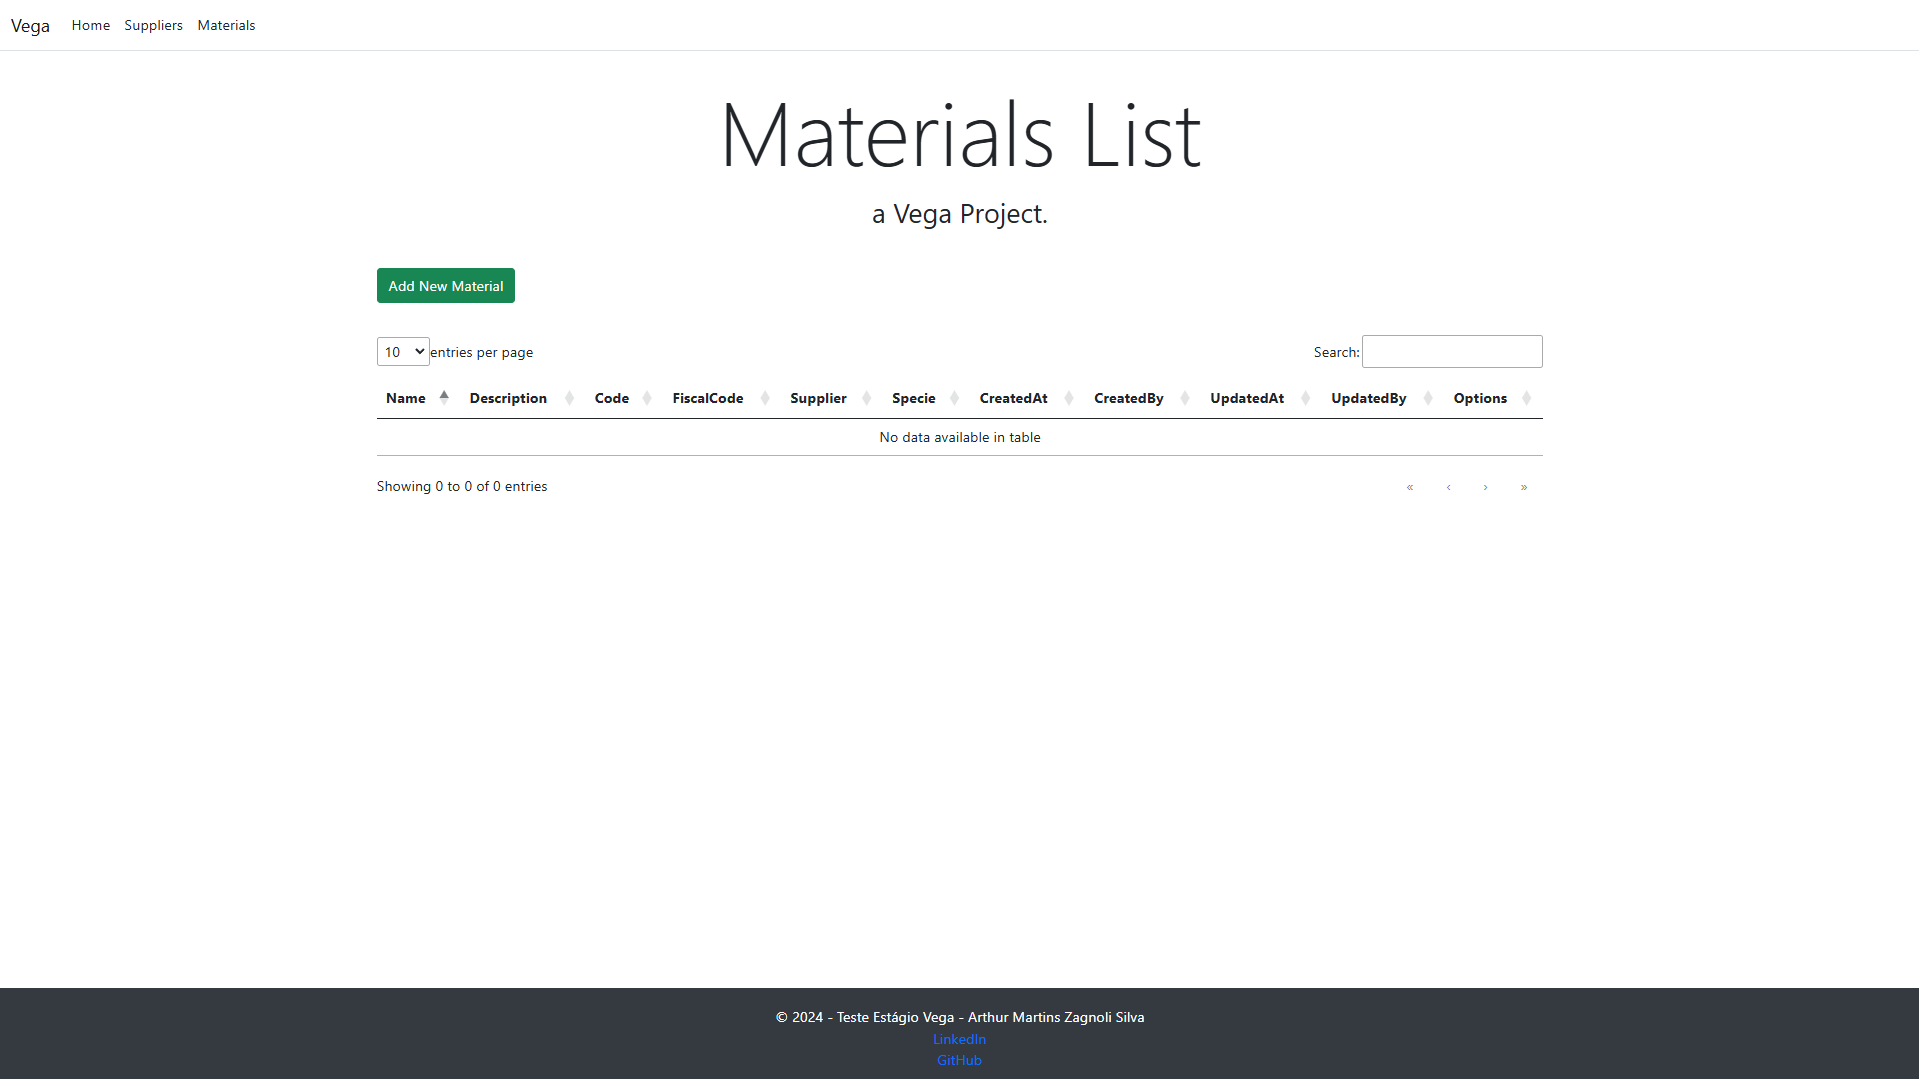 Vega Home Suppliers Materials
Materials List
a Vega Project.
Add New Material
10 entries per page Search:
Name Description Code FiscalCode Supplier Specie CreatedAt CreatedBy UpdatedAt UpdatedBy Options
No data available in table
Showing 0 to 0 of 0 entries « ‹ › »
© 2024 - Teste Estágio Vega - Arthur Martins Zagnoli Silva
LinkedIn
GitHub